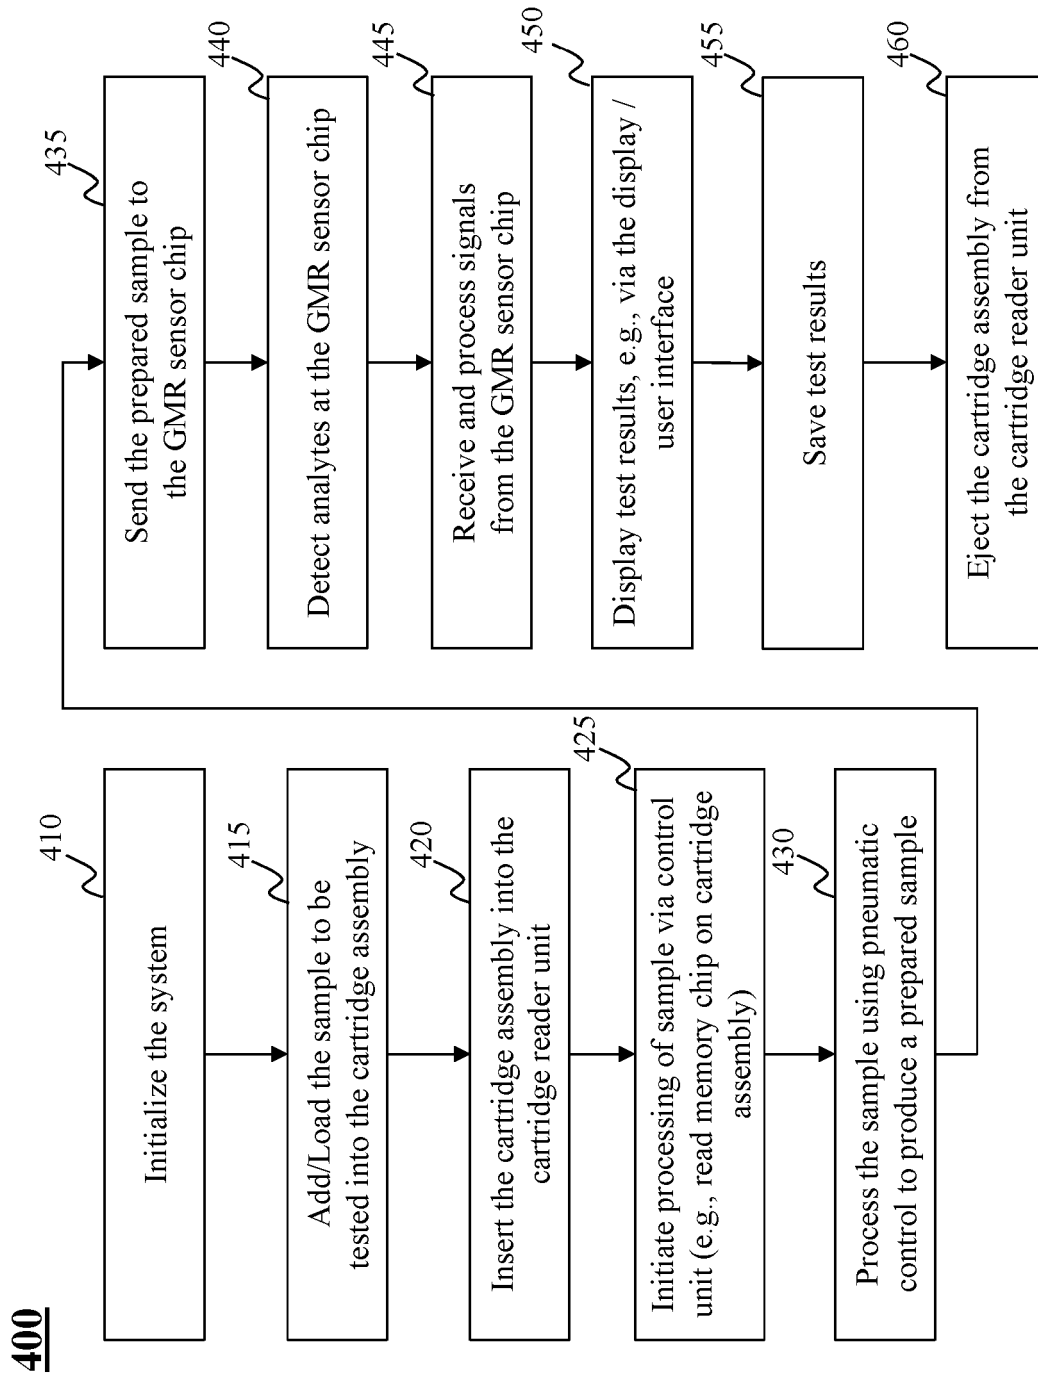 400
410
Initialize the system
415
Add/Load the sample to be
tested into the cartridge assembly
420
Insert the cartridge assembly into the
cartridge reader unit
425
Initiate processing of sample via control
unit (e.g., read memory chip on cartridge
assembly)
430
Process the sample using pneumatic
control to produce a prepared sample
435
Send the prepared sample to
the GMR sensor chip
440
Detect analytes at the GMR sensor chip
445
Receive and process signals
from the GMR sensor chip
450
Display test results, e.g., via the display /
user interface
455
Save test results
460
Eject the cartridge assembly from
the cartridge reader unit